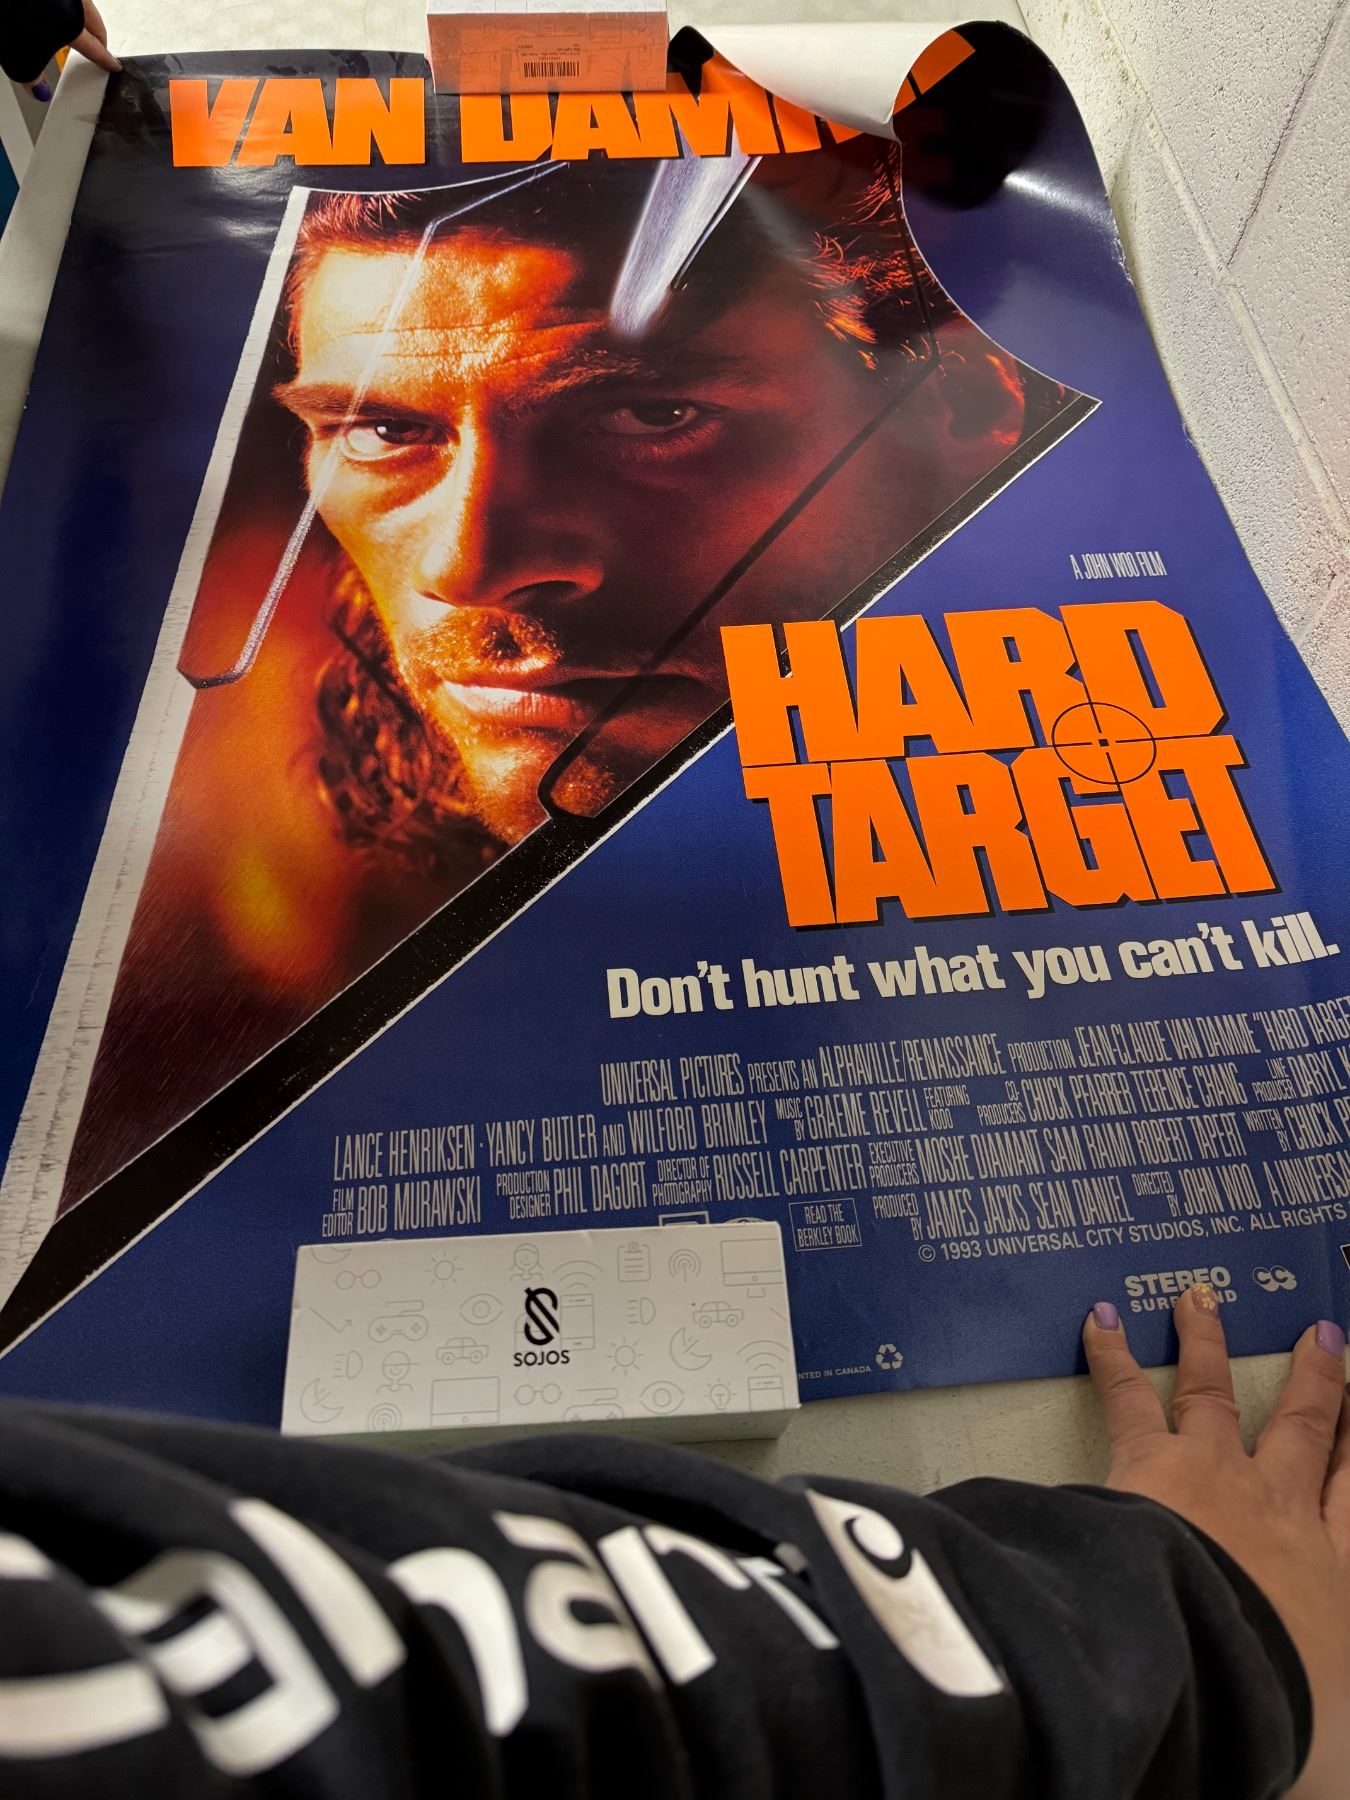 VAN DAMME
A JOHN WOO FILM
HARD
TARGET
Don't hunt what you can't kill.
UNIVERSAL PICTURES PRESENTS AN ALPHAVILLE/RENAISSANCE PRODUCTION JEAN-CLAUDE VAN DAMME "HARD TARGET
LANCE HENRIKSEN · YANCY BUTLER AND WILFORD BRIMLEY MUSIC BY GRAEME REVELL FEATURING KODO CO-PRODUCERS CHUCK PFARRER TERENCE CHANG LINE PRODUCER DARYL
FILM EDITOR BOB MURAWSKI PRODUCTION DESIGNER PHIL DAGORT DIRECTOR OF PHOTOGRAPHY RUSSELL CARPENTER EXECUTIVE PRODUCERS MOSHE DIAMANT SAM RAIMI ROBERT TAPERT WRITTEN BY CHUCK
READ THE BERKLEY BOOK PRODUCED BY JAMES JACKS SEAN DANIEL DIRECTED BY JOHN WOO A UNIVERSA
© 1993 UNIVERSAL CITY STUDIOS, INC. ALL RIGHTS
STEREO
SURROUND
SOJOS
NTED IN CANADA